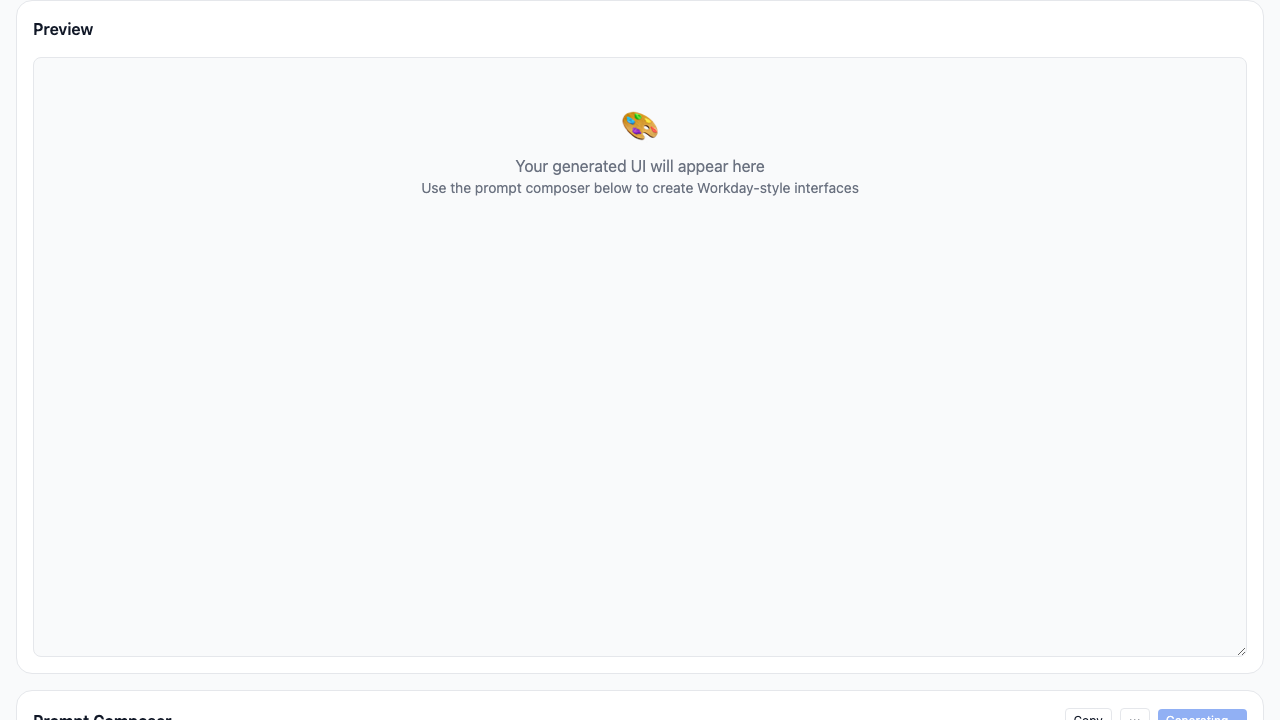 Preview
Your generated UI will appear here
Use the prompt composer below to create Workday-style interfaces
Prompt Composer
Copy
...
Generating...